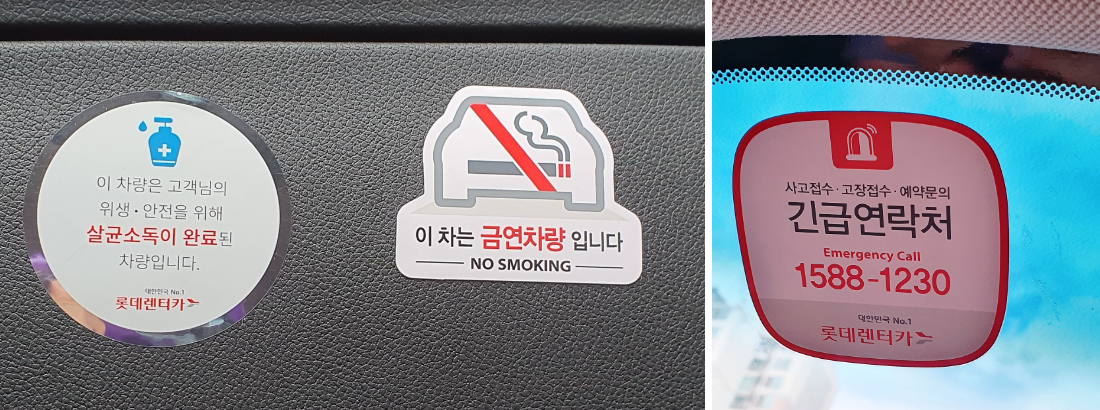 이 차량은 고객님의
위생·안전을 위해
살균소독이 완료된
차량입니다.
대한민국 No.1
롯데렌터카
이 차는 금연차량 입니다
NO SMOKING
사고접수·고장접수·예약문의
긴급연락처
Emergency Call
1588-1230
대한민국 No.1
롯데렌터카